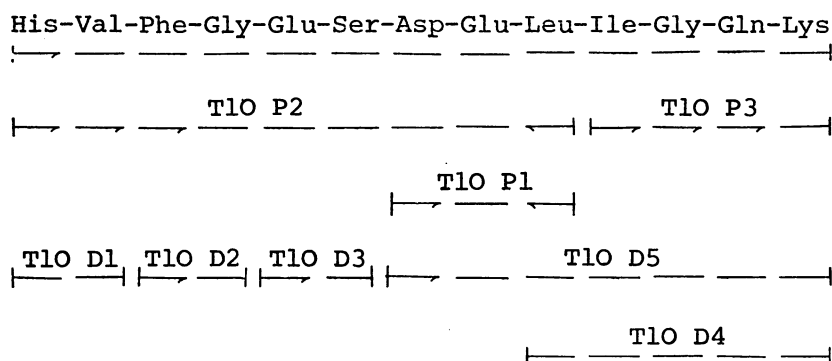 His-Val-Phe-Gly-Glu-Ser-Asp-Glu-Leu-Ile-Gly-Gln-Lys
T10 P2 T10 P3
T10 P1
T10 D1 T10 D2 T10 D3 T10 D5
T10 D4